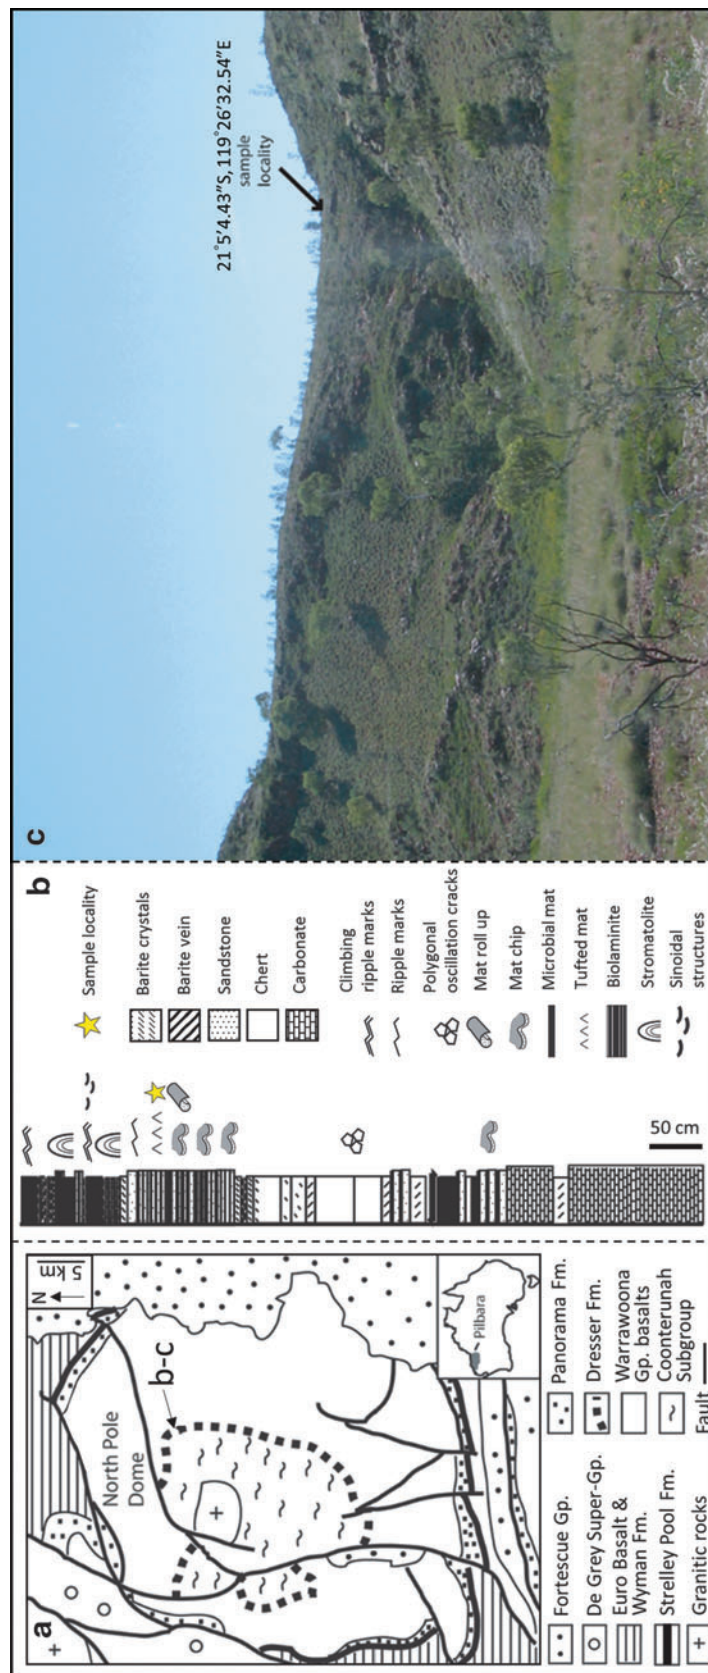 a
North Pole
Dome
b-c
N
5 km
Pilbara
Fortescue Gp.
De Grey Super-Gp.
Euro Basalt &
Wyman Fm.
Strelley Pool Fm.
Granitic rocks
Panorama Fm.
Dresser Fm.
Warrawoona
Gp. basalts
Coonterunah
Subgroup
Fault
b
50 cm
Sample locality
Barite crystals
Barite vein
Sandstone
Chert
Carbonate
Climbing
ripple marks
Ripple marks
Polygonal
oscillation cracks
Mat roll up
Mat chip
Microbial mat
Tufted mat
Biolaminite
Stromatolite
Sinoidal
structures
c
21°5′4.43″S,119°26′32.54″E
sample
locality